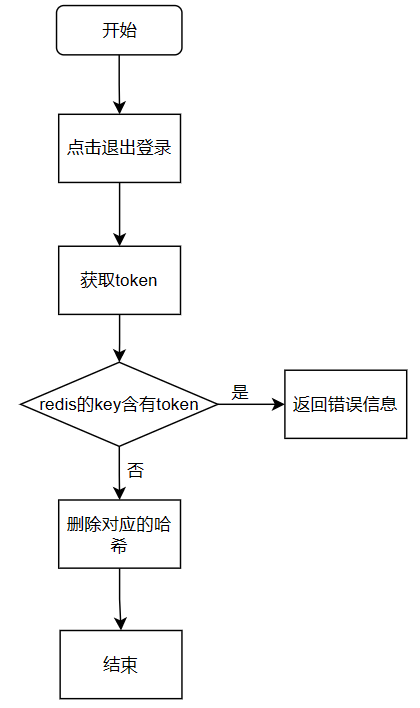 开始
点击退出登录
获取token
redis的key含有token
是
返回错误信息
否
删除对应的哈
希
结束